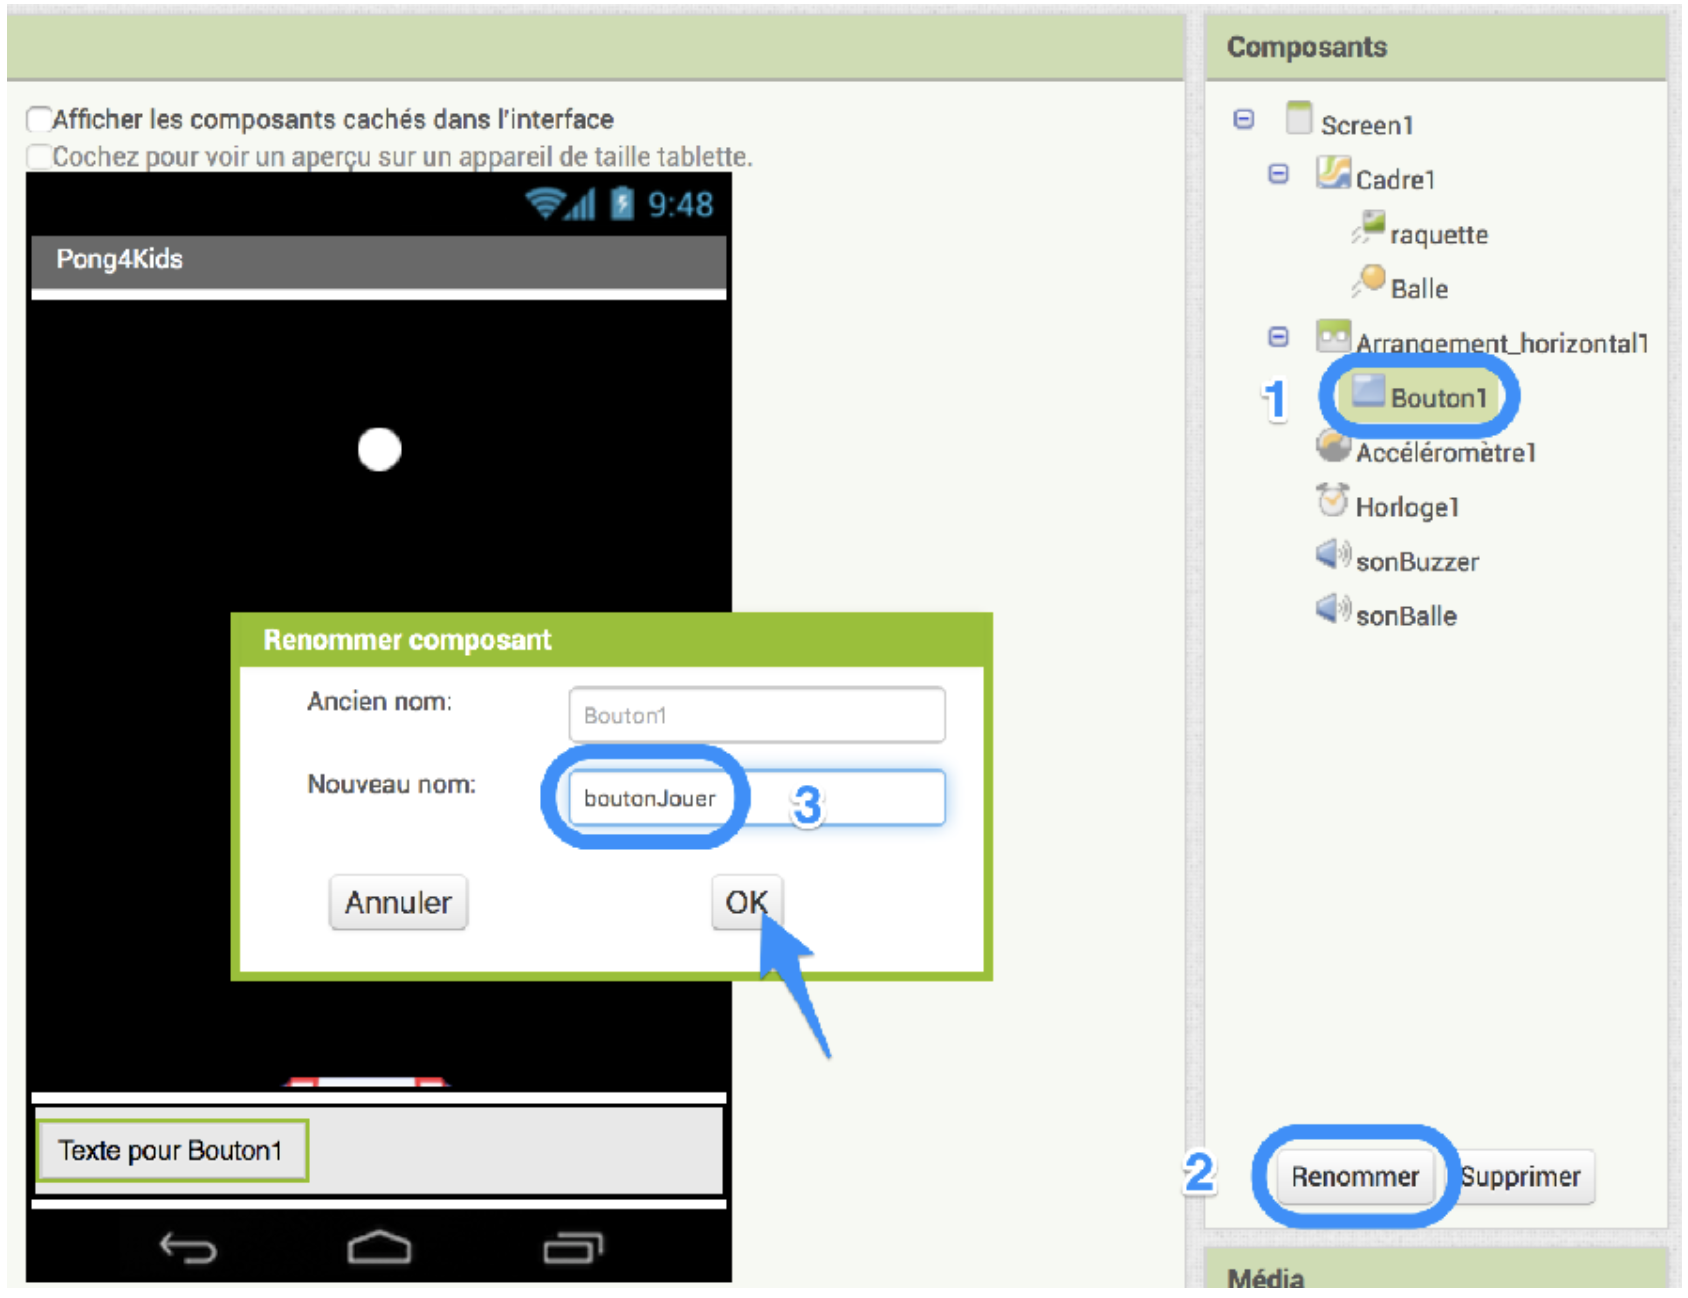 Composants
Afficher les composants cachés dans l'interface
Cochez pour voir un aperçu sur un appareil de taille tablette.
9:48
Pong4Kids
Screen1
Cadre1
raquette
Balle
Arrangement_horizontal1
1
Bouton1
Accéléromètre1
Horloge1
sonBuzzer
sonBalle
Renommer composant
Ancien nom:
Bouton1
Nouveau nom:
boutonJouer
3
Annuler
OK
Texte pour Bouton1
2
Renommer
Supprimer
Média